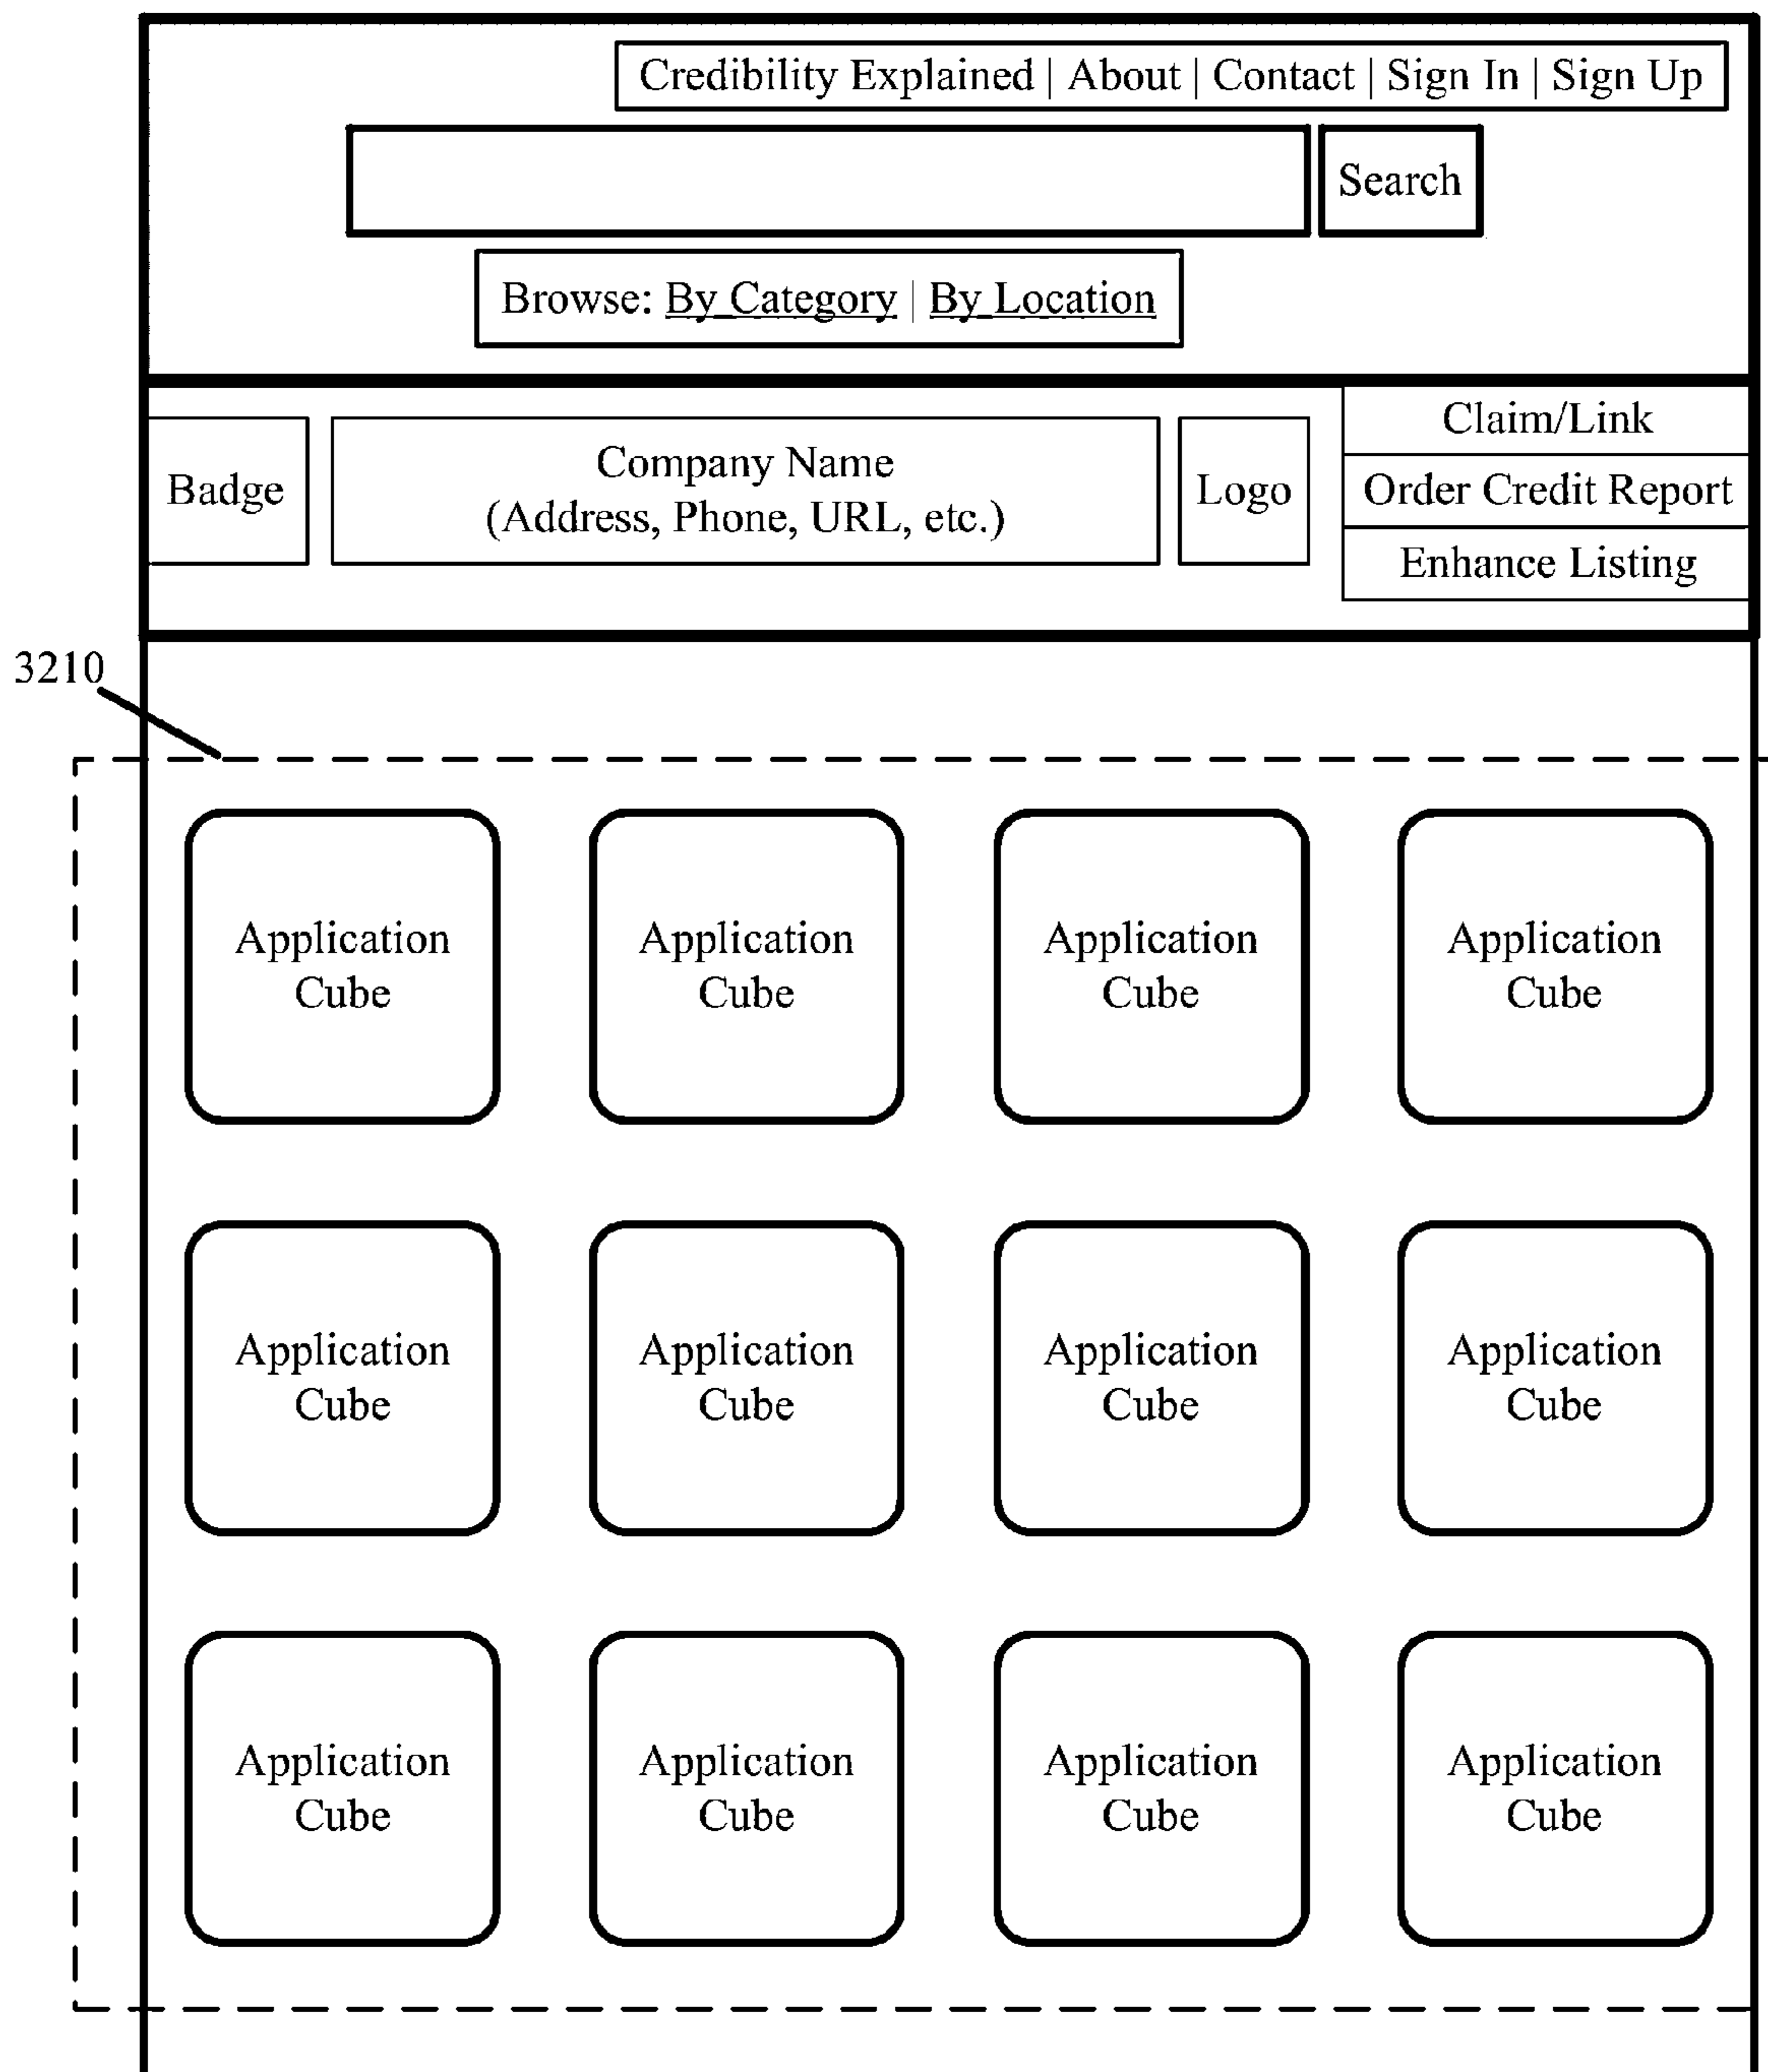 Credibility Explained | About | Contact | Sign In | Sign Up
Search
Browse: By Category | By Location
Badge
Company Name
(Address, Phone, URL, etc.)
Logo
Claim/Link
Order Credit Report
Enhance Listing
3210
Application
Cube
Application
Cube
Application
Cube
Application
Cube
Application
Cube
Application
Cube
Application
Cube
Application
Cube
Application
Cube
Application
Cube
Application
Cube
Application
Cube